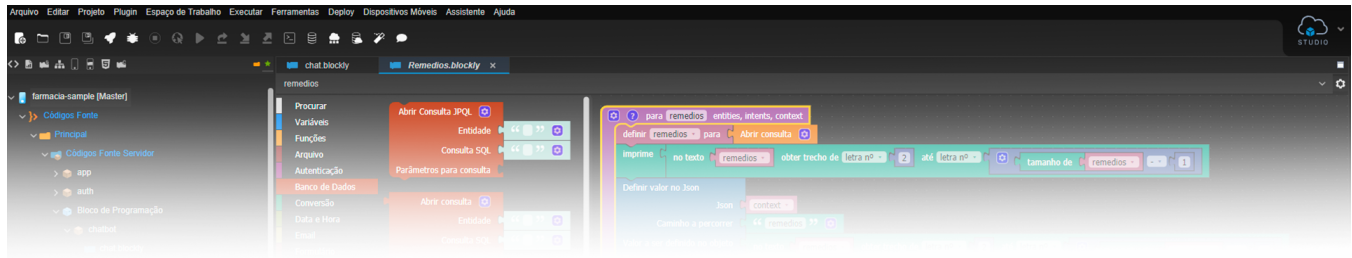 Arquivo Editar Projeto Plugin Espaço de Trabalho Executar Ferramentas Deploy Dispositivos Móveis Assistente Ajuda
STUDIO
chat.blockly Remedios.blockly ×
remedios
farmacia-sample [Master]
Códigos Fonte
Principal
Códigos Fonte Servidor
app
auth
Bloco de Programação
chatbot
Procurar
Variáveis
Funções
Arquivo
Autenticação
Banco de Dados
Conversão
Data e Hora
Email
Abrir Consulta JPQL
Entidade “ ”
Consulta SQL “ ”
Parâmetros para consulta
Abrir consulta
Entidade “ ”
Consulta SQL “ ”
? para remedios entities, intents, context
definir remedios para Abrir consulta
imprime no texto remedios obter trecho de letra nº 2 até letra nº tamanho de remedios - 1
Definir valor no Json
Json context
Caminho a percorrer “ remedios ”